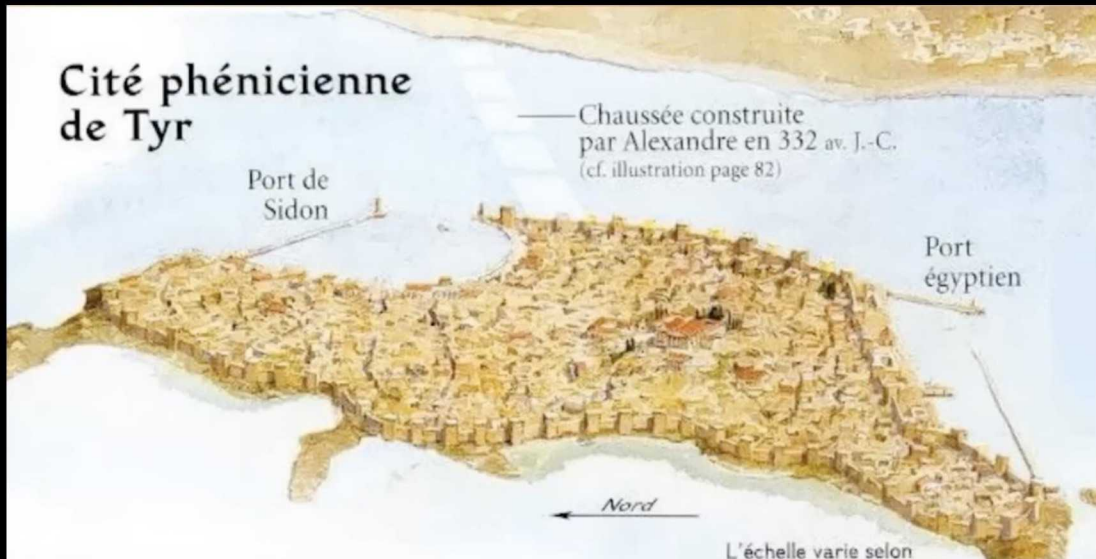 Cité phénicienne
de Tyr
Chaussée construite
par Alexandre en 332 av. J.-C.
(cf. illustration page 82)
Port de
Sidon
Port
égyptien
Nord
L'échelle varie selon